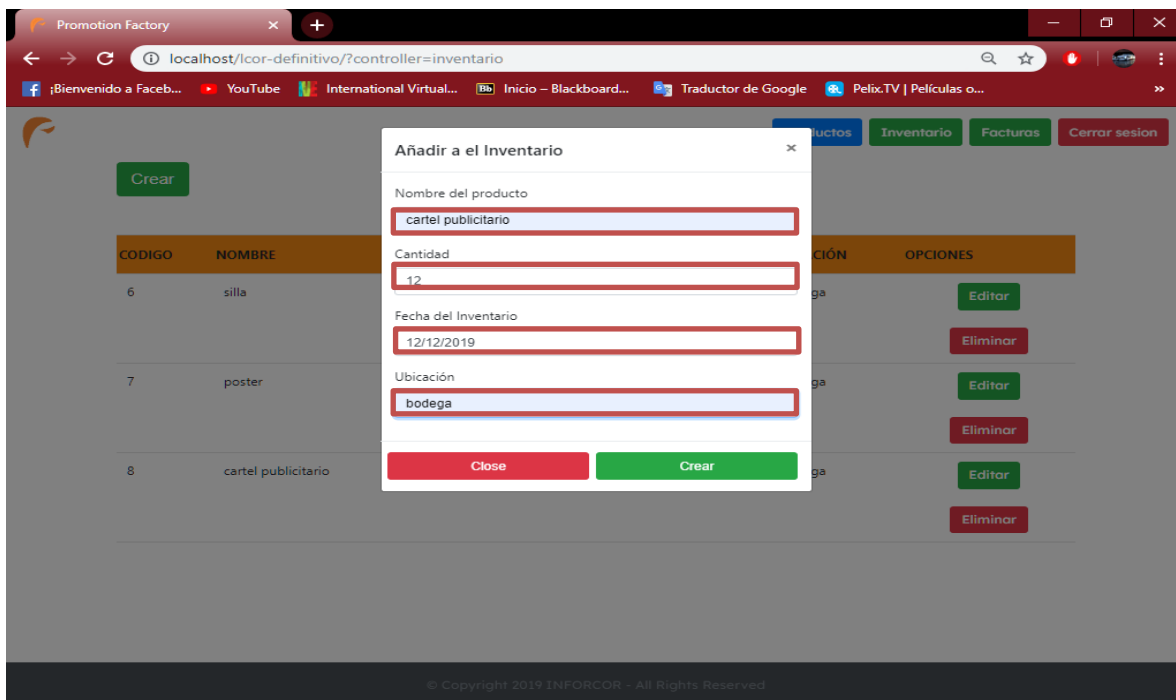 Promotion Factory
localhost/lcor-definitivo/?controller=inventario
¡Bienvenido a Faceb... YouTube International Virtual... Bb Inicio – Blackboard... Traductor de Google Pelix.TV | Películas o... »
uctos Inventario Facturas Cerrar sesion
Añadir a el Inventario ×
Crear
Nombre del producto
cartel publicitario
CODIGO NOMBRE Cantidad CIÓN OPCIONES
12
6 silla ga Editar
Fecha del Inventario
12/12/2019 Eliminar
Ubicación
7 poster ga Editar
bodega
Eliminar
Close Crear
8 cartel publicitario ga Editar
Eliminar
© Copyright 2019 INFORCOR - All Rights Reserved